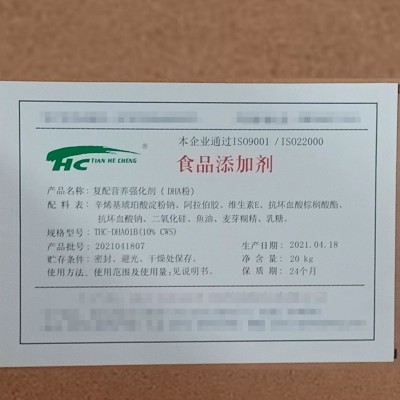 本企业通过ISO9001 /ISO22000
THC TIAN HE CHENG ®
食品添加剂
产品名称: 复配营养强化剂 (DHA粉)
配 料 表: 辛烯基琥珀酸淀粉钠、阿拉伯胶、维生素E、抗坏血酸棕榈酸酯、
抗坏血酸钠、二氧化硅、鱼油、麦芽糊精、乳糖。
规格型号: THC-DHA01B(10% CWS)
产品批号: 2021041807 生产日期: 2021.04.18
贮存条件: 密封、避光、干燥处保存。 净 含 量: 20 kg
使用方法、使用范围及使用量:见说明书。 保 质 期: 24个月